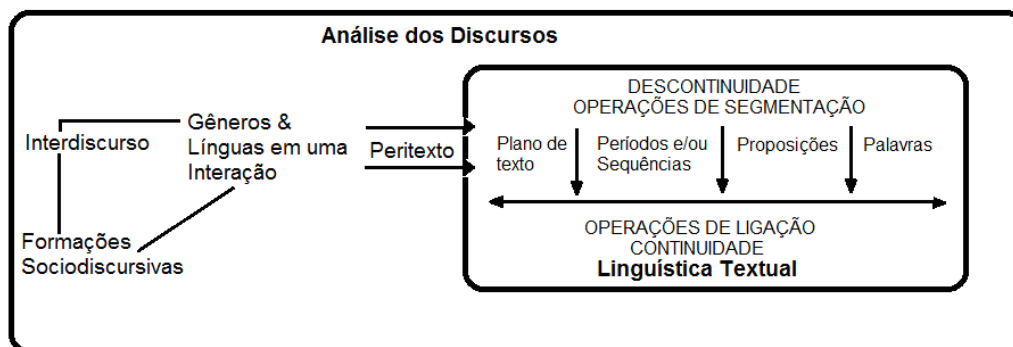 Análise dos Discursos
Interdiscurso
Gêneros &
Línguas em uma
Interação
Formações
Sociodiscursivas
Peritexto
DESCONTINUIDADE
OPERAÇÕES DE SEGMENTAÇÃO
Plano de
texto
Períodos e/ou
Sequências
Proposições
Palavras
OPERAÇÕES DE LIGAÇÃO
CONTINUIDADE
Linguística Textual